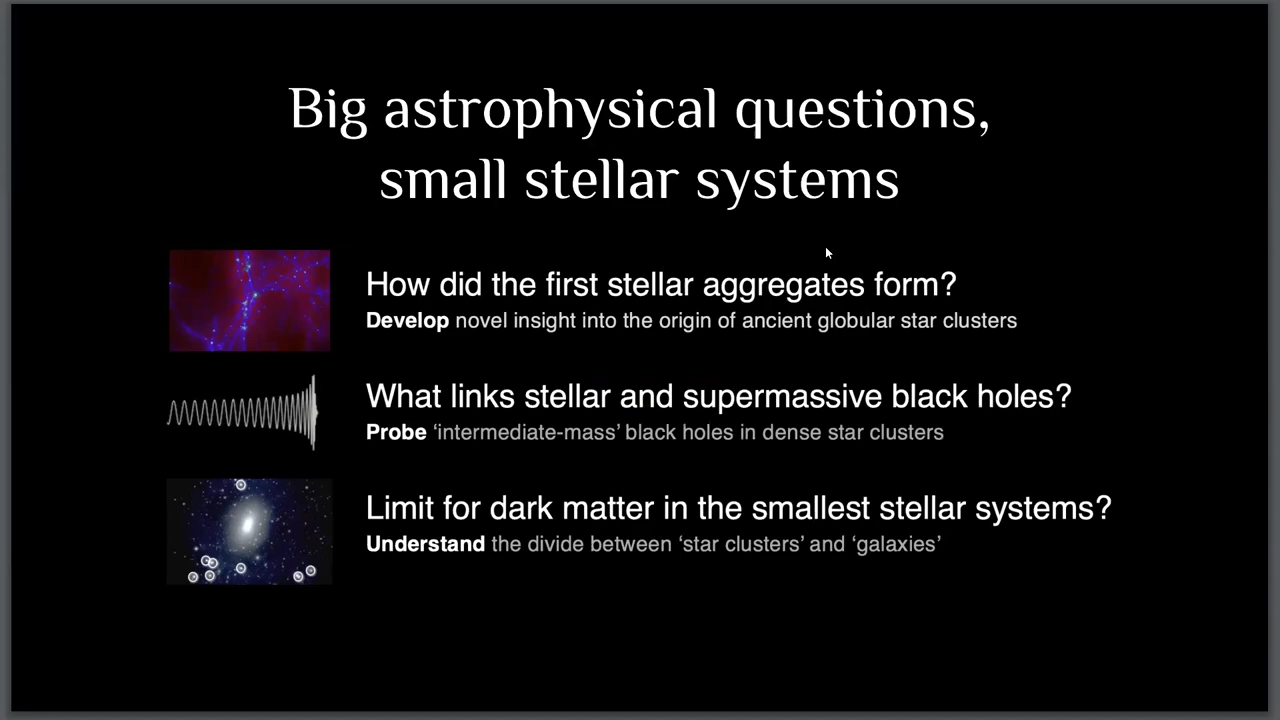 Big astrophysical questions,
small stellar systems
How did the first stellar aggregates form?
Develop novel insight into the origin of ancient globular star clusters
What links stellar and supermassive black holes?
Probe ‘intermediate-mass’ black holes in dense star clusters
Limit for dark matter in the smallest stellar systems?
Understand the divide between ‘star clusters’ and ‘galaxies’